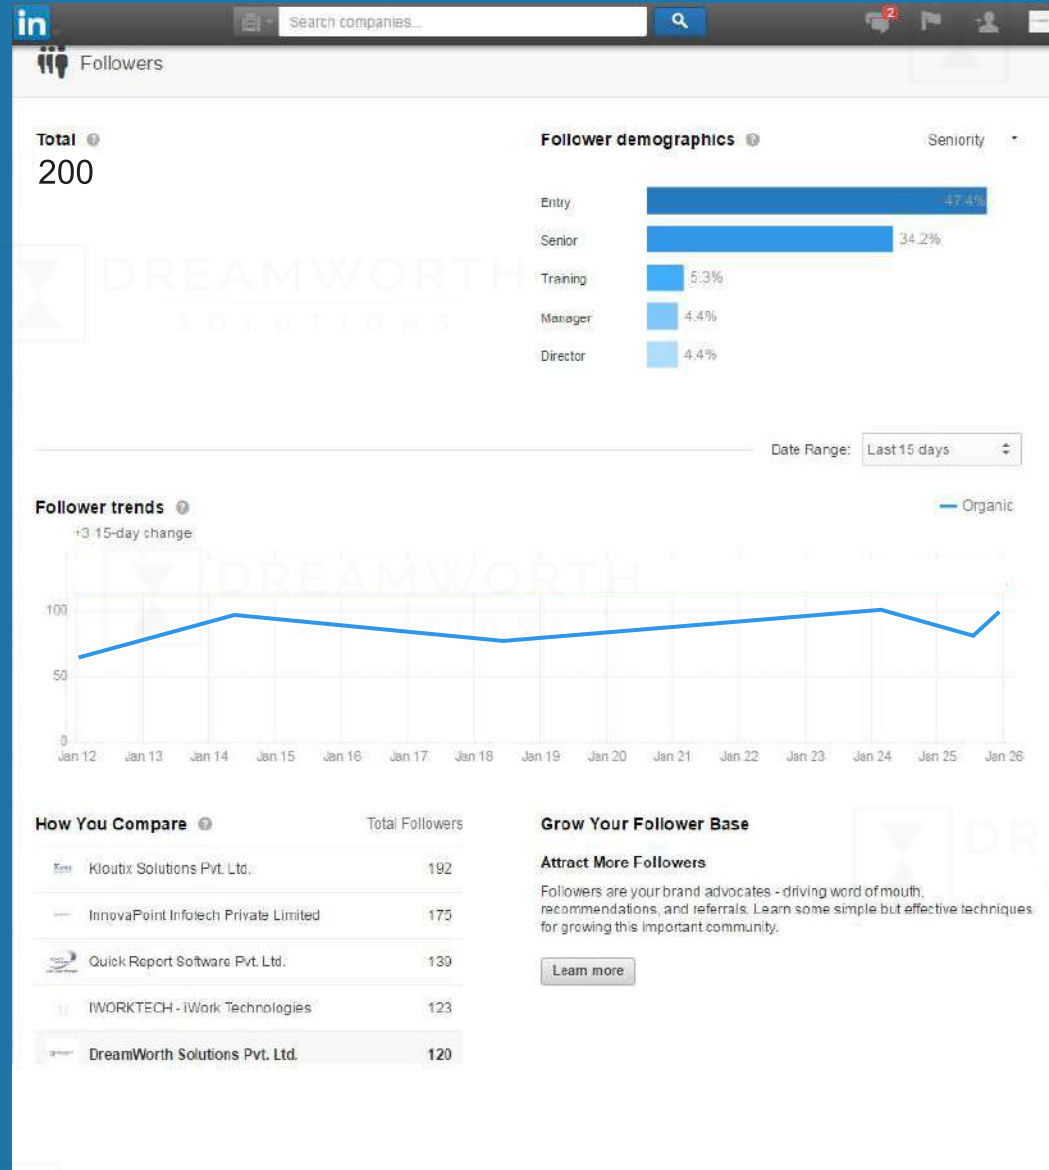 in
Search companies...
2
Followers
Total
200
Follower demographics
Seniority
Entry 47.4%
Senior 34.2%
Training 5.3%
Manager 4.4%
Director 4.4%
DREAMWORTH
SOLUTIONS
Date Range: Last 15 days
Follower trends
Organic
+3 15-day change
DREAMWORTH
100
50
0
Jan 12 Jan 13 Jan 14 Jan 15 Jan 16 Jan 17 Jan 18 Jan 19 Jan 20 Jan 21 Jan 22 Jan 23 Jan 24 Jan 25 Jan 26
How You Compare Total Followers
Kloutix Solutions Pvt. Ltd. 192
InnovaPoint Infotech Private Limited 175
Quick Report Software Pvt. Ltd. 139
IWORKTECH - iWork Technologies 123
DreamWorth Solutions Pvt. Ltd. 120
Grow Your Follower Base
Attract More Followers
Followers are your brand advocates - driving word of mouth,
recommendations, and referrals. Learn some simple but effective techniques
for growing this important community.
Learn more